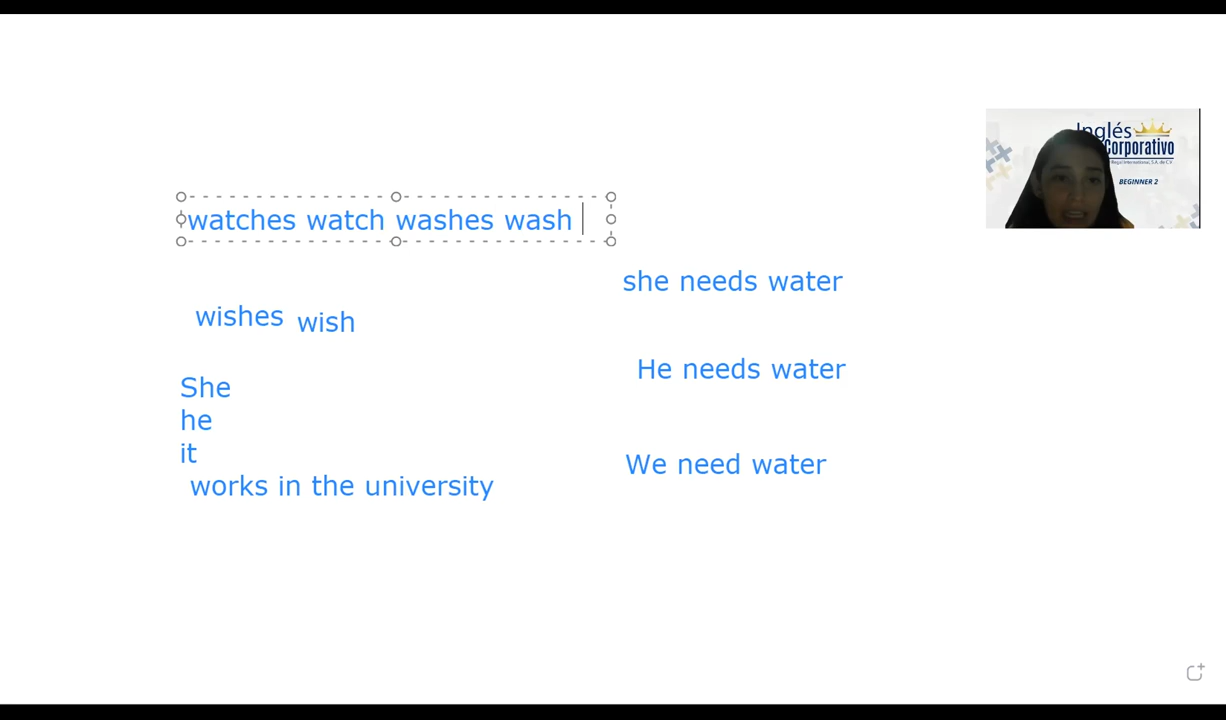 Inglés
Corporativo
BEGINNER 2
watches watch washes wash
she needs water
wishes wish
He needs water
She
he
it
We need water
works in the university